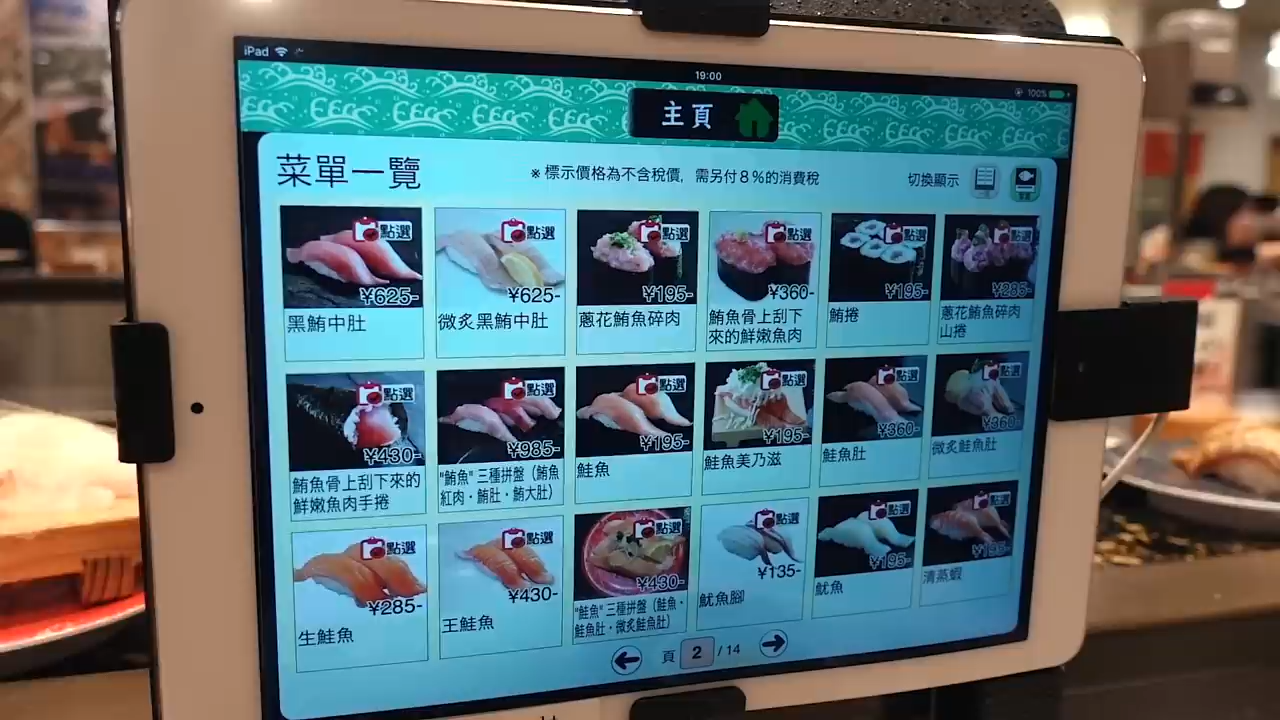 iPad
19:00
100%
主頁
菜單一覽
※標示價格為不含稅價, 需另付8%的消費稅
切換顯示
點選
¥625-
黑鮪中肚
點選
¥625-
微炙黑鮪中肚
點選
¥195-
蔥花鮪魚碎肉
點選
¥360-
鮪魚骨上刮下
來的鮮嫩魚肉
點選
¥195-
鮪捲
點選
¥285-
蔥花鮪魚碎肉
山捲
點選
¥430-
鮪魚骨上刮下來的
鮮嫩魚肉手捲
點選
¥985-
"鮪魚" 三種拼盤 (鮪魚
紅肉・鮪肚・鮪大肚)
點選
¥195-
鮭魚
點選
¥195-
鮭魚美乃滋
點選
¥360-
鮭魚肚
點選
¥360-
微炙鮭魚肚
點選
¥285-
生鮭魚
點選
¥430-
王鮭魚
點選
¥430-
"鮭魚" 三種拼盤 (鮭魚・
鮭魚肚・微炙鮭魚肚)
點選
¥135-
魷魚腳
點選
¥195-
魷魚
點選
¥195-
清蒸蝦
頁 2 / 14